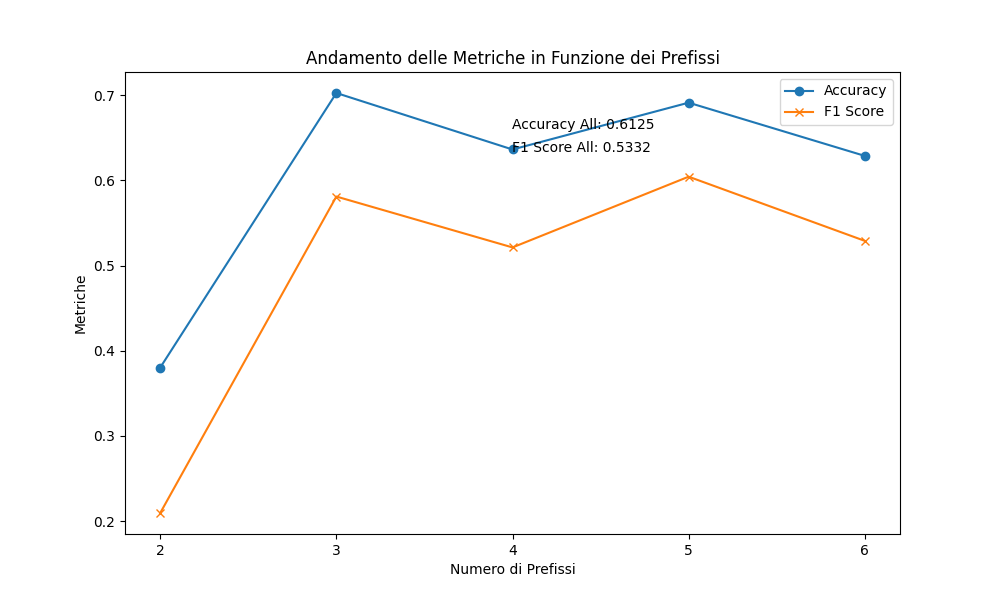 Andamento delle Metriche in Funzione dei Prefissi
Accuracy
F1 Score
Accuracy All: 0.6125
F1 Score All: 0.5332
Metriche
0.7
0.6
0.5
0.4
0.3
0.2
2 3 4 5 6
Numero di Prefissi